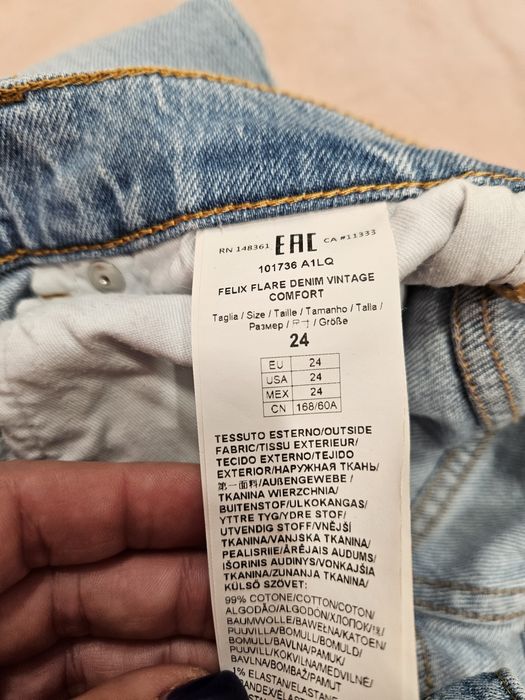 RN 148361 EAC CA #11333
101736 A1LQ
FELIX FLARE DENIM VINTAGE
COMFORT
Taglia / Size / Taille / Tamanho / Talla /
Размер / 尺寸 / Größe
24
EU 24
USA 24
MEX 24
CN 168/60A
TESSUTO ESTERNO/OUTSIDE
FABRIC/TISSU EXTERIEUR/
TECIDO EXTERNO/TEJIDO
EXTERIOR/НАРУЖНАЯ ТКАНЬ/
第一面料/AUßENGEWEBE/
TKANINA WIERZCHNIA/
BUITENSTOF/ULKOKANGAS/
YTTRE TYG/YDRE STOF/
UTVENDIG STOFF/VNĚJŠÍ
TKANINA/VANJSKA TKANINA/
PEALISRIIE/ĀRĒJAIS AUDUMS/
IŠORINIS AUDINYS/VONKAJŠIA
TKANINA/ZUNANJA TKANINA/
KÜLSŐ SZÖVET:
99% COTONE/COTTON/COTON/
ALGODÃO/ALGODÓN/ХЛОПОК/棉/
BAUMWOLLE/BAWEŁNA/KATOEN/
PUUVILLA/BOMULL/BOMULD/
BOMULL/BAVLNA/PAMUK/
PUUVILL/KOKVILNA/MEDVILNĖ/
BAVLNA/BOMBAŽ/PAMUT
1% ELASTAN/ELASTANE/